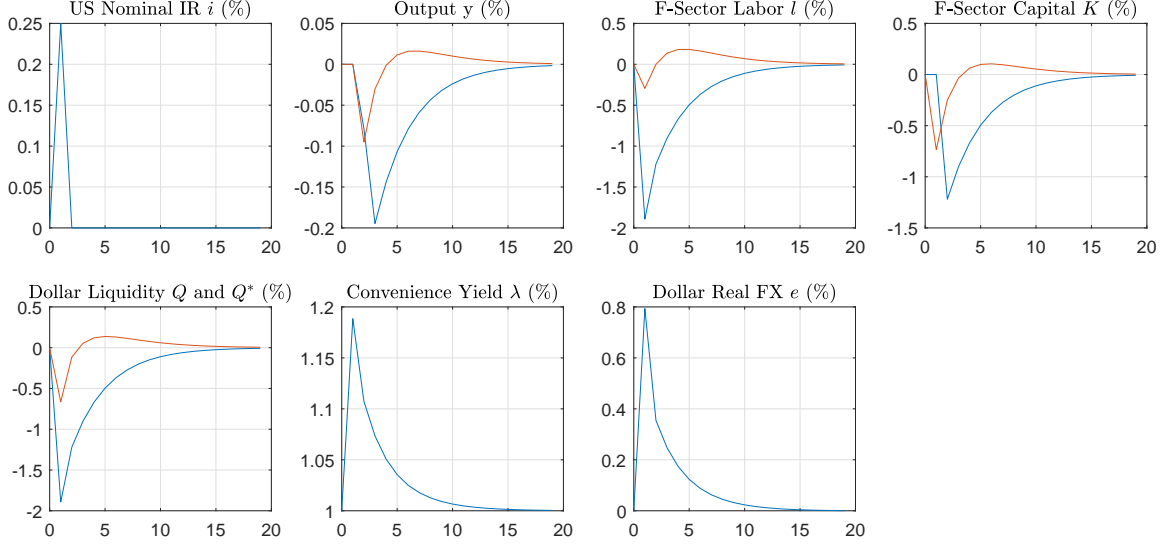 US Nominal IR i (%)
0.25
0.2
0.15
0.1
0.05
0
0 5 10 15 20
Output y (%)
0.05
0
-0.05
-0.1
-0.15
-0.2
0 5 10 15 20
F-Sector Labor l (%)
0.5
0
-0.5
-1
-1.5
-2
0 5 10 15 20
F-Sector Capital K (%)
0.5
0
-0.5
-1
-1.5
0 5 10 15 20
Dollar Liquidity Q and Q* (%)
0.5
0
-0.5
-1
-1.5
-2
0 5 10 15 20
Convenience Yield λ (%)
1.2
1.15
1.1
1.05
1
0 5 10 15 20
Dollar Real FX e (%)
0.8
0.6
0.4
0.2
0
0 5 10 15 20